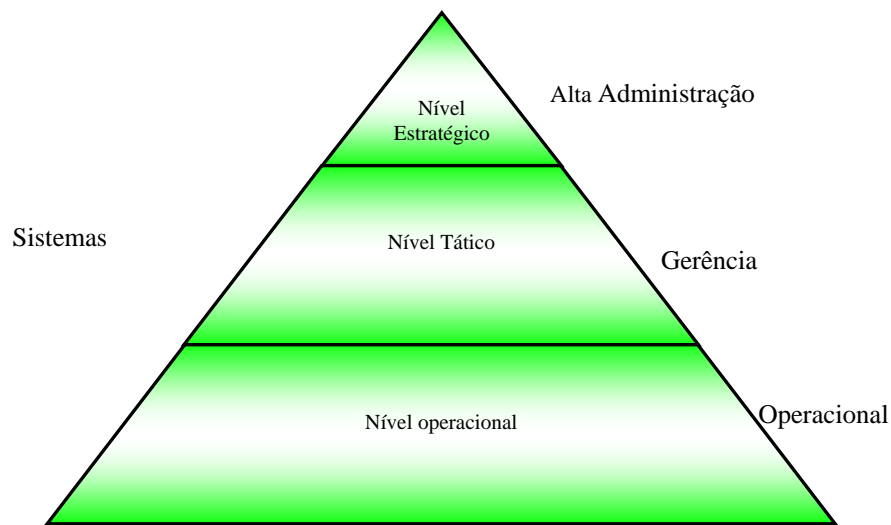 Alta Administração
Nível
Estratégico
Sistemas
Nível Tático
Gerência
Operacional
Nível operacional